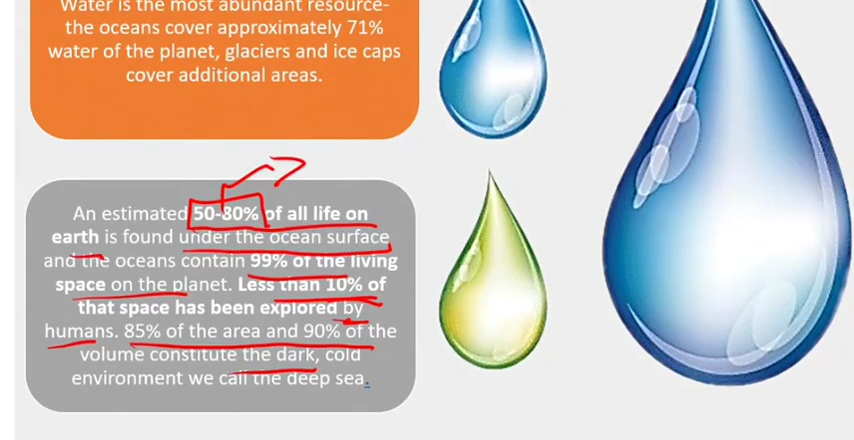 Water is the most abundant resource-
the oceans cover approximately 71%
water of the planet, glaciers and ice caps
cover additional areas.
An estimated 50-80% of all life on
earth is found under the ocean surface
and the oceans contain 99% of the living
space on the planet. Less than 10% of
that space has been explored by
humans. 85% of the area and 90% of the
volume constitute the dark, cold
environment we call the deep sea.